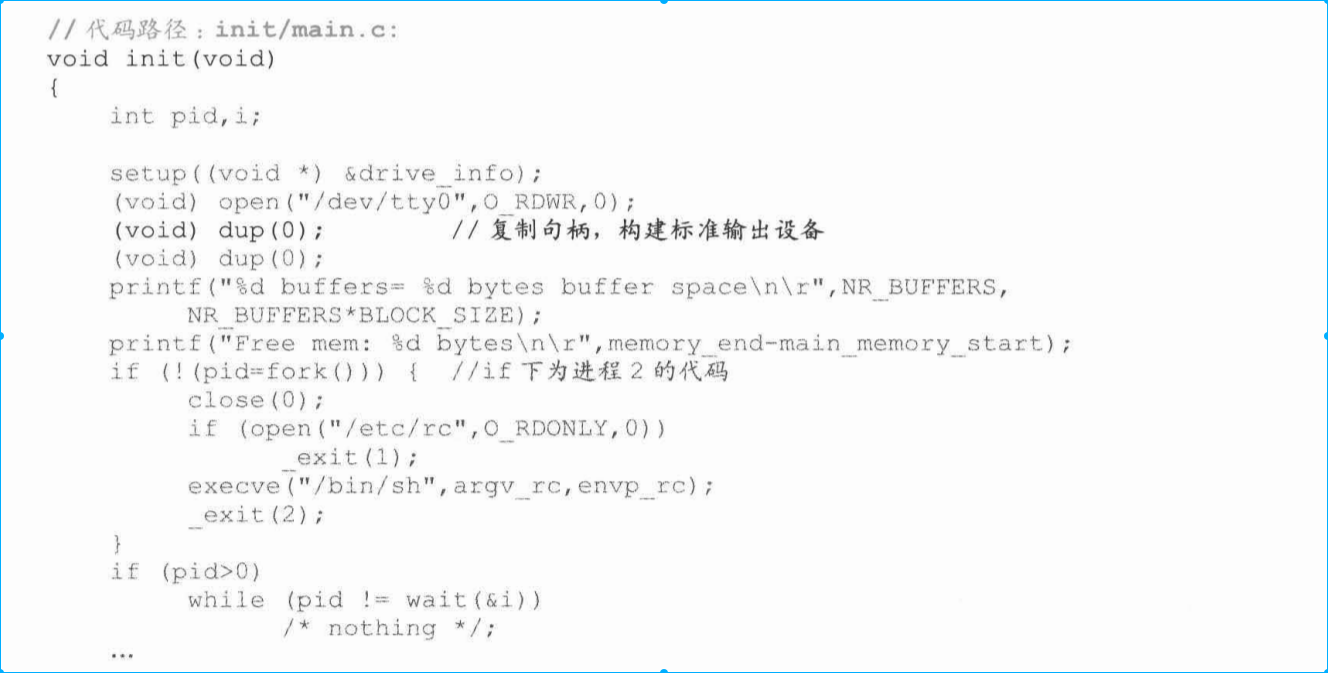 // 代码路径：init/main.c:
void init(void)
{
int pid,i;
setup((void *) &drive_info);
(void) open("/dev/tty0",O_RDWR,0);
(void) dup(0); // 复制句柄，构建标准输出设备
(void) dup(0);
printf("%d buffers= %d bytes buffer space\n\r",NR_BUFFERS,
NR_BUFFERS*BLOCK_SIZE);
printf("Free mem: %d bytes\n\r",memory_end-main_memory_start);
if (!(pid=fork())) { //if 下为进程 2 的代码
close(0);
if (open("/etc/rc",O_RDONLY,0))
_exit(1);
execve("/bin/sh",argv_rc,envp_rc);
_exit(2);
}
if (pid>0)
while (pid != wait(&i))
/* nothing */;
…